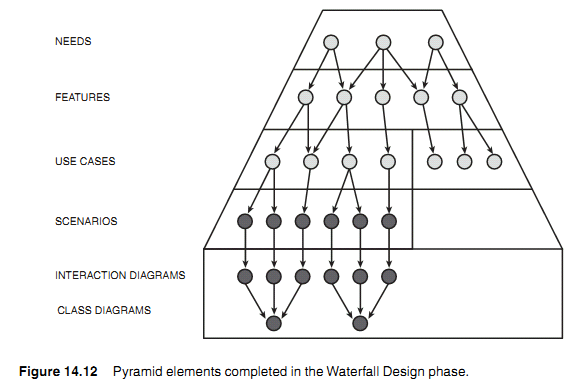 NEEDS
FEATURES
USE CASES
SCENARIOS
INTERACTION DIAGRAMS
CLASS DIAGRAMS
Figure 14.12 Pyramid elements completed in the Waterfall Design phase.